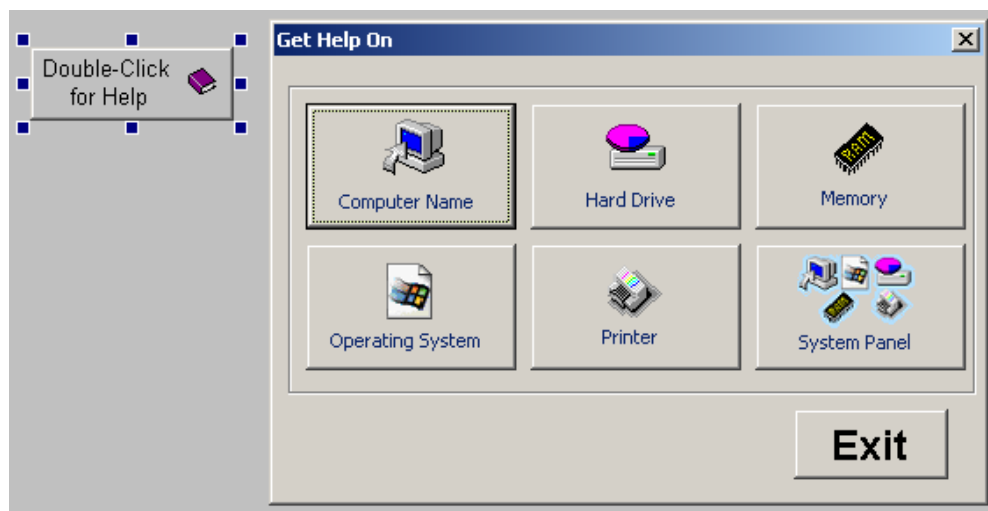 Double-Click
for Help
Get Help On
Computer Name
Hard Drive
RAM
Memory
Operating System
Printer
System Panel
Exit